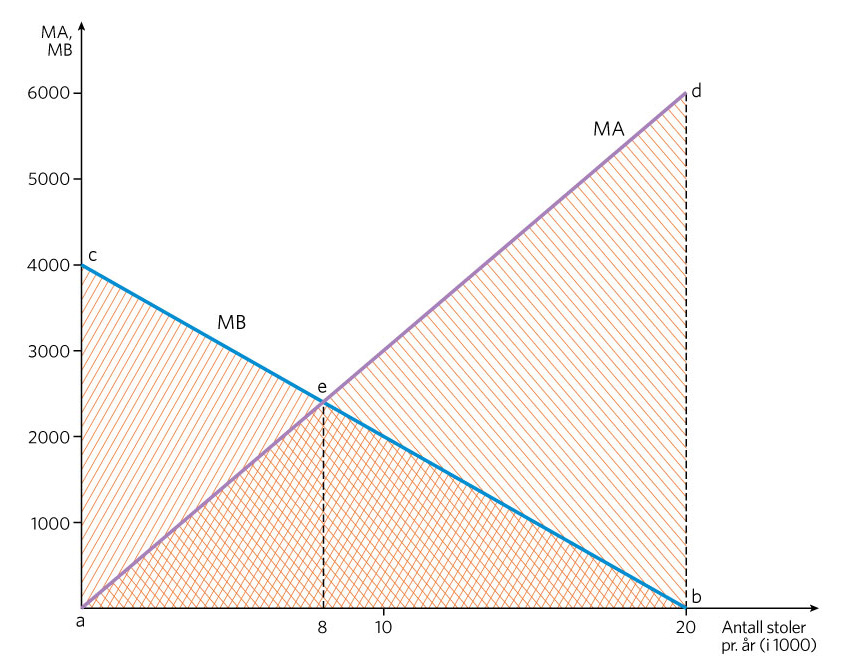 MA,
MB
6000
d
MA
5000
c
4000
MB
3000
e
2000
1000
b
a
8
10
20
Antall stoler
pr. år (i 1000)